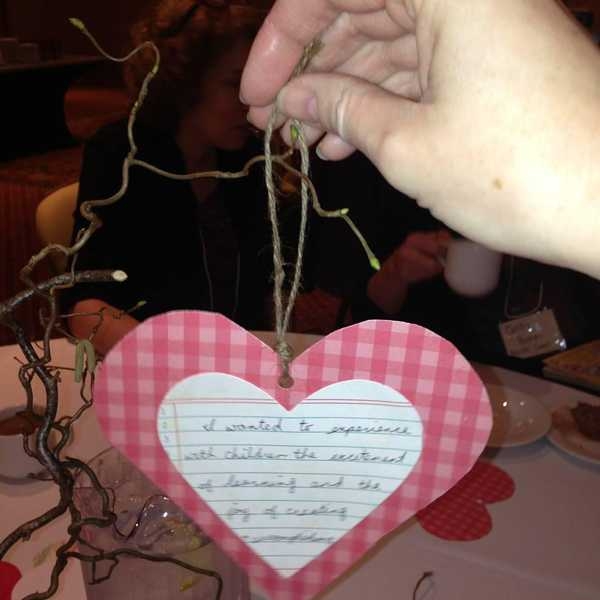 I wanted to experience
with children the excitement
of learning and the
joy of creating